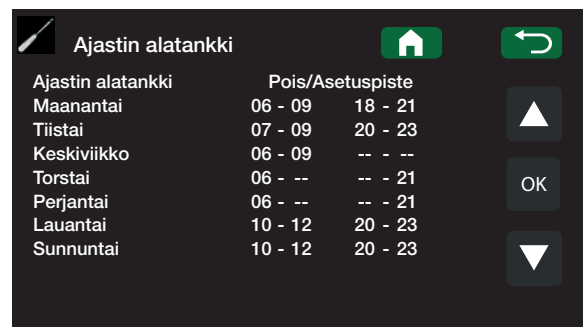 Ajastin alatankki
Ajastin alatankki Pois/Asetuspiste
Maanantai 06 - 09 18 - 21
Tiistai 07 - 09 20 - 23
Keskiviikko 06 - 09 -- - --
Torstai 06 - -- -- - 21
Perjantai 06 - -- -- - 21
Lauantai 10 - 12 20 - 23
Sunnuntai 10 - 12 20 - 23
OK